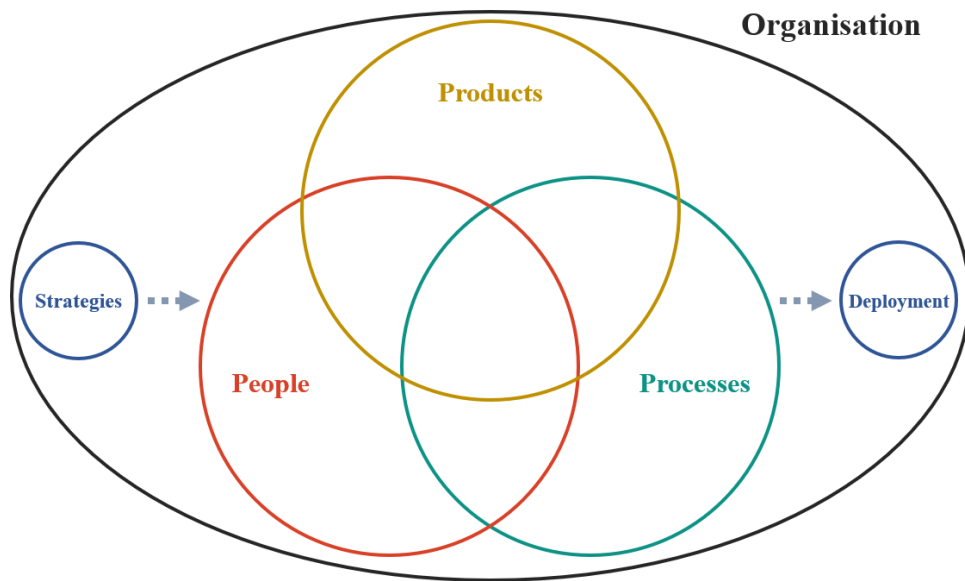 Organisation
Products
Strategies
Deployment
People
Processes